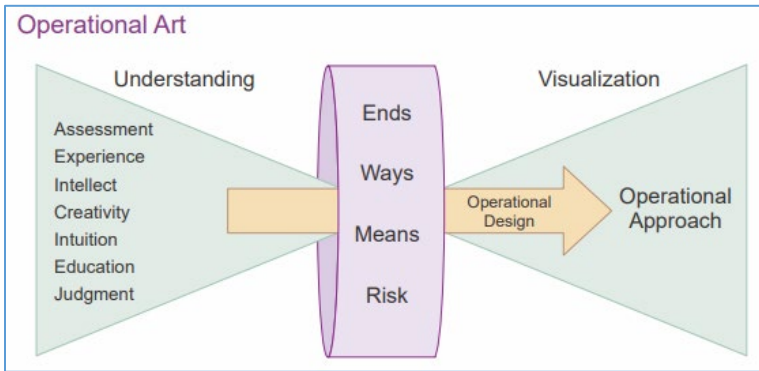 Operational Art
Understanding
Visualization
Assessment
Experience
Intellect
Creativity
Intuition
Education
Judgment
Ends
Ways
Means
Risk
Operational
Design
Operational
Approach